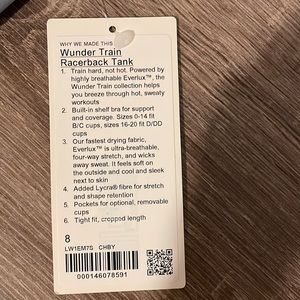 WHY WE MADE THIS
Wunder Train
Racerback Tank
1. Train hard, not hot. Powered by
highly breathable Everlux™, the
Wunder Train collection helps
you breeze through hot, sweaty
workouts
2. Built-in shelf bra for support
and coverage. Sizes 0-14 fit
B/C cups, sizes 16-20 fit D/DD
cups
3. Our fastest drying fabric,
Everlux™ is ultra-breathable,
four-way stretch, and wicks
away sweat. It feels soft on
the outside and cool and sleek
next to skin
4. Added Lycra® fibre for stretch
and shape retention
5. Pockets for optional, removable
cups
6. Tight fit, cropped length
8
LW1EM7S CHBY
000146078591